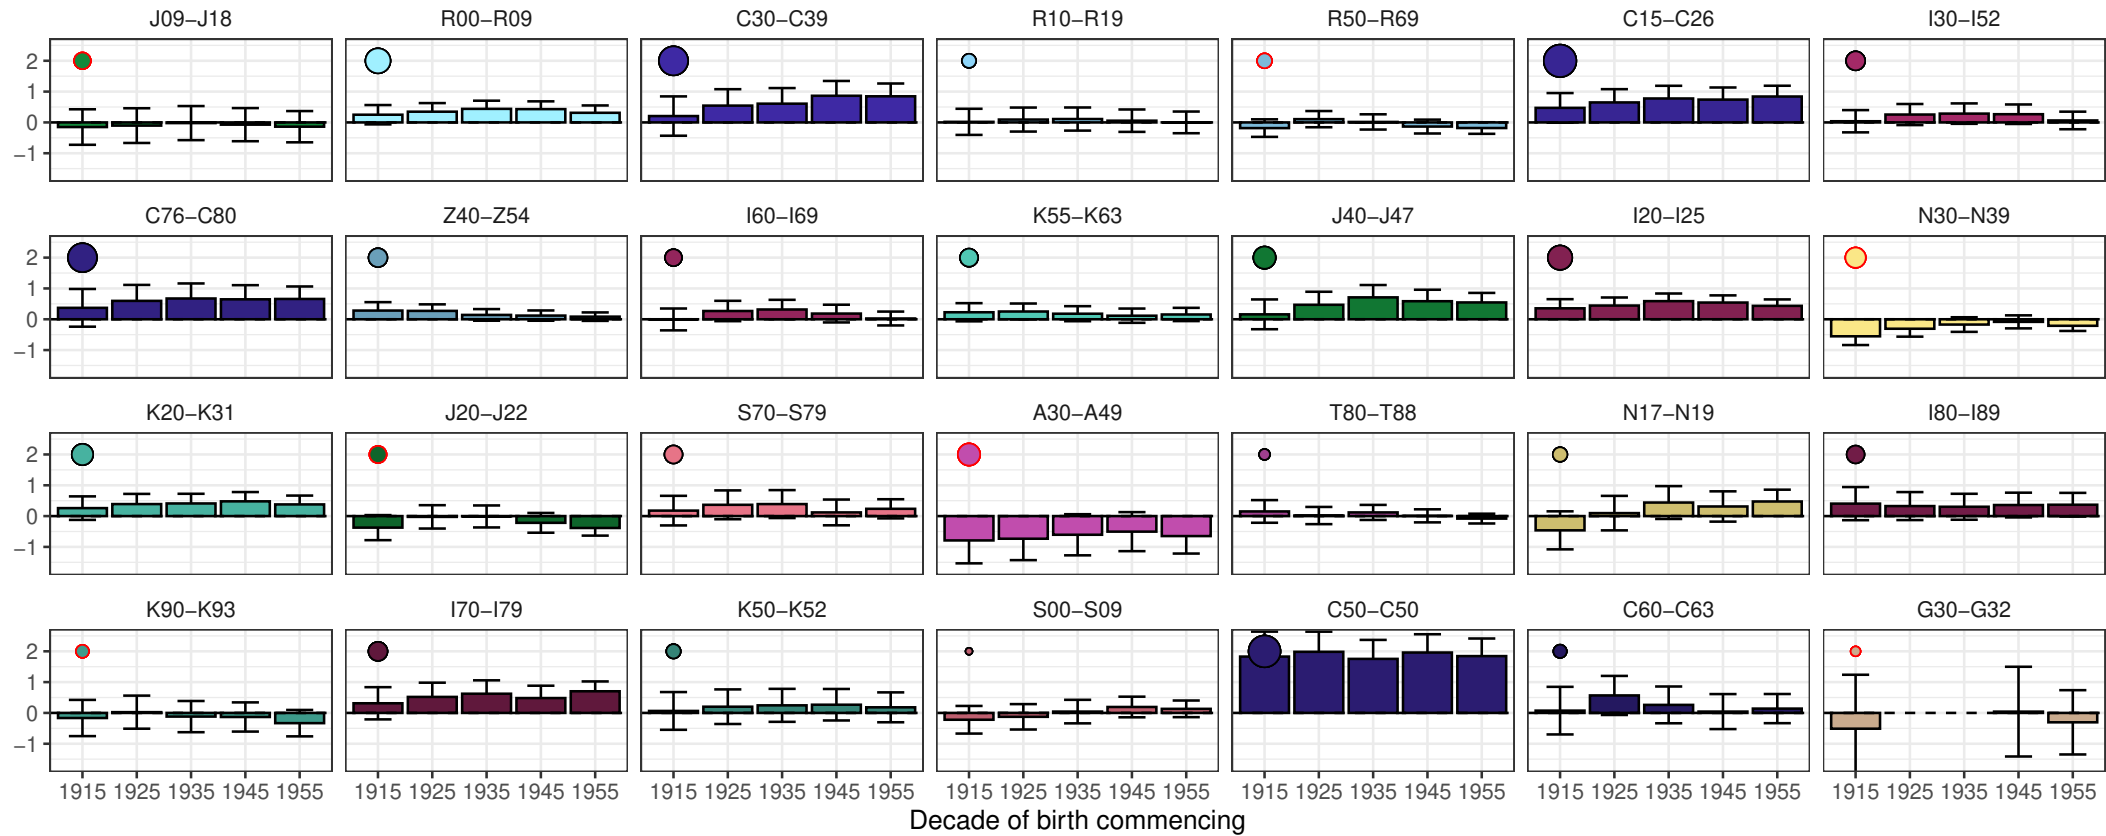 J09−J18 R00−R09 C30−C39 R10−R19 R50−R69 C15−C26 I30−I52
2
1
0
−1
C76−C80 Z40−Z54 I60−I69 K55−K63 J40−J47 I20−I25 N30−N39
2
1
0
−1
K20−K31 J20−J22 S70−S79 A30−A49 T80−T88 N17−N19 I80−I89
2
1
0
−1
K90−K93 I70−I79 K50−K52 S00−S09 C50−C50 C60−C63 G30−G32
2
1
0
−1
1915 1925 1935 1945 1955 1915 1925 1935 1945 1955 1915 1925 1935 1945 1955 1915 1925 1935 1945 1955 1915 1925 1935 1945 1955 1915 1925 1935 1945 1955 1915 1925 1935 1945 1955
Decade of birth commencing